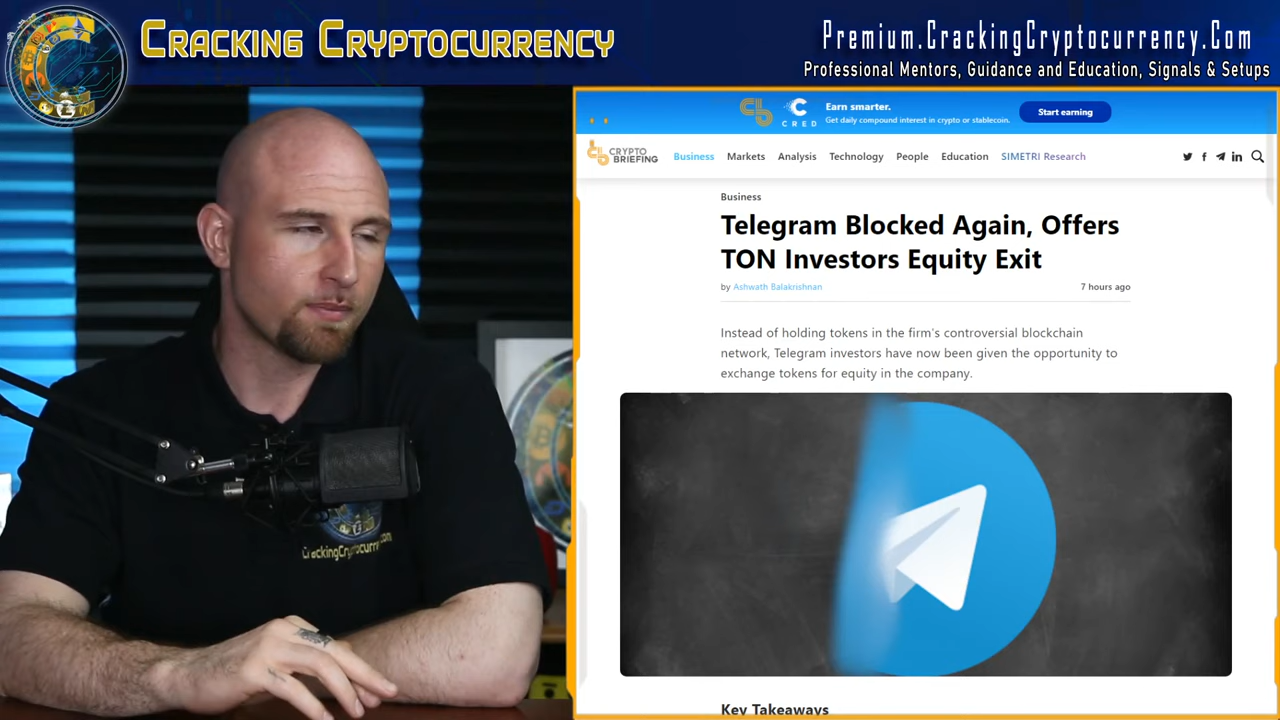 CRACKING CRYPTOCURRENCY
Premium.CrackingCryptocurrency.Com
Professional Mentors, Guidance and Education, Signals & Setups
CRED
Earn smarter.
Get daily compound interest in crypto or stablecoin.
Start earning
CRYPTO
BRIEFING
Business Markets Analysis Technology People Education SIMETRI Research
Business
Telegram Blocked Again, Offers
TON Investors Equity Exit
by Ashwath Balakrishnan
7 hours ago
Instead of holding tokens in the firm's controversial blockchain
network, Telegram investors have now been given the opportunity to
exchange tokens for equity in the company.
CrackingCryptocurrency.com
Key Takeaways